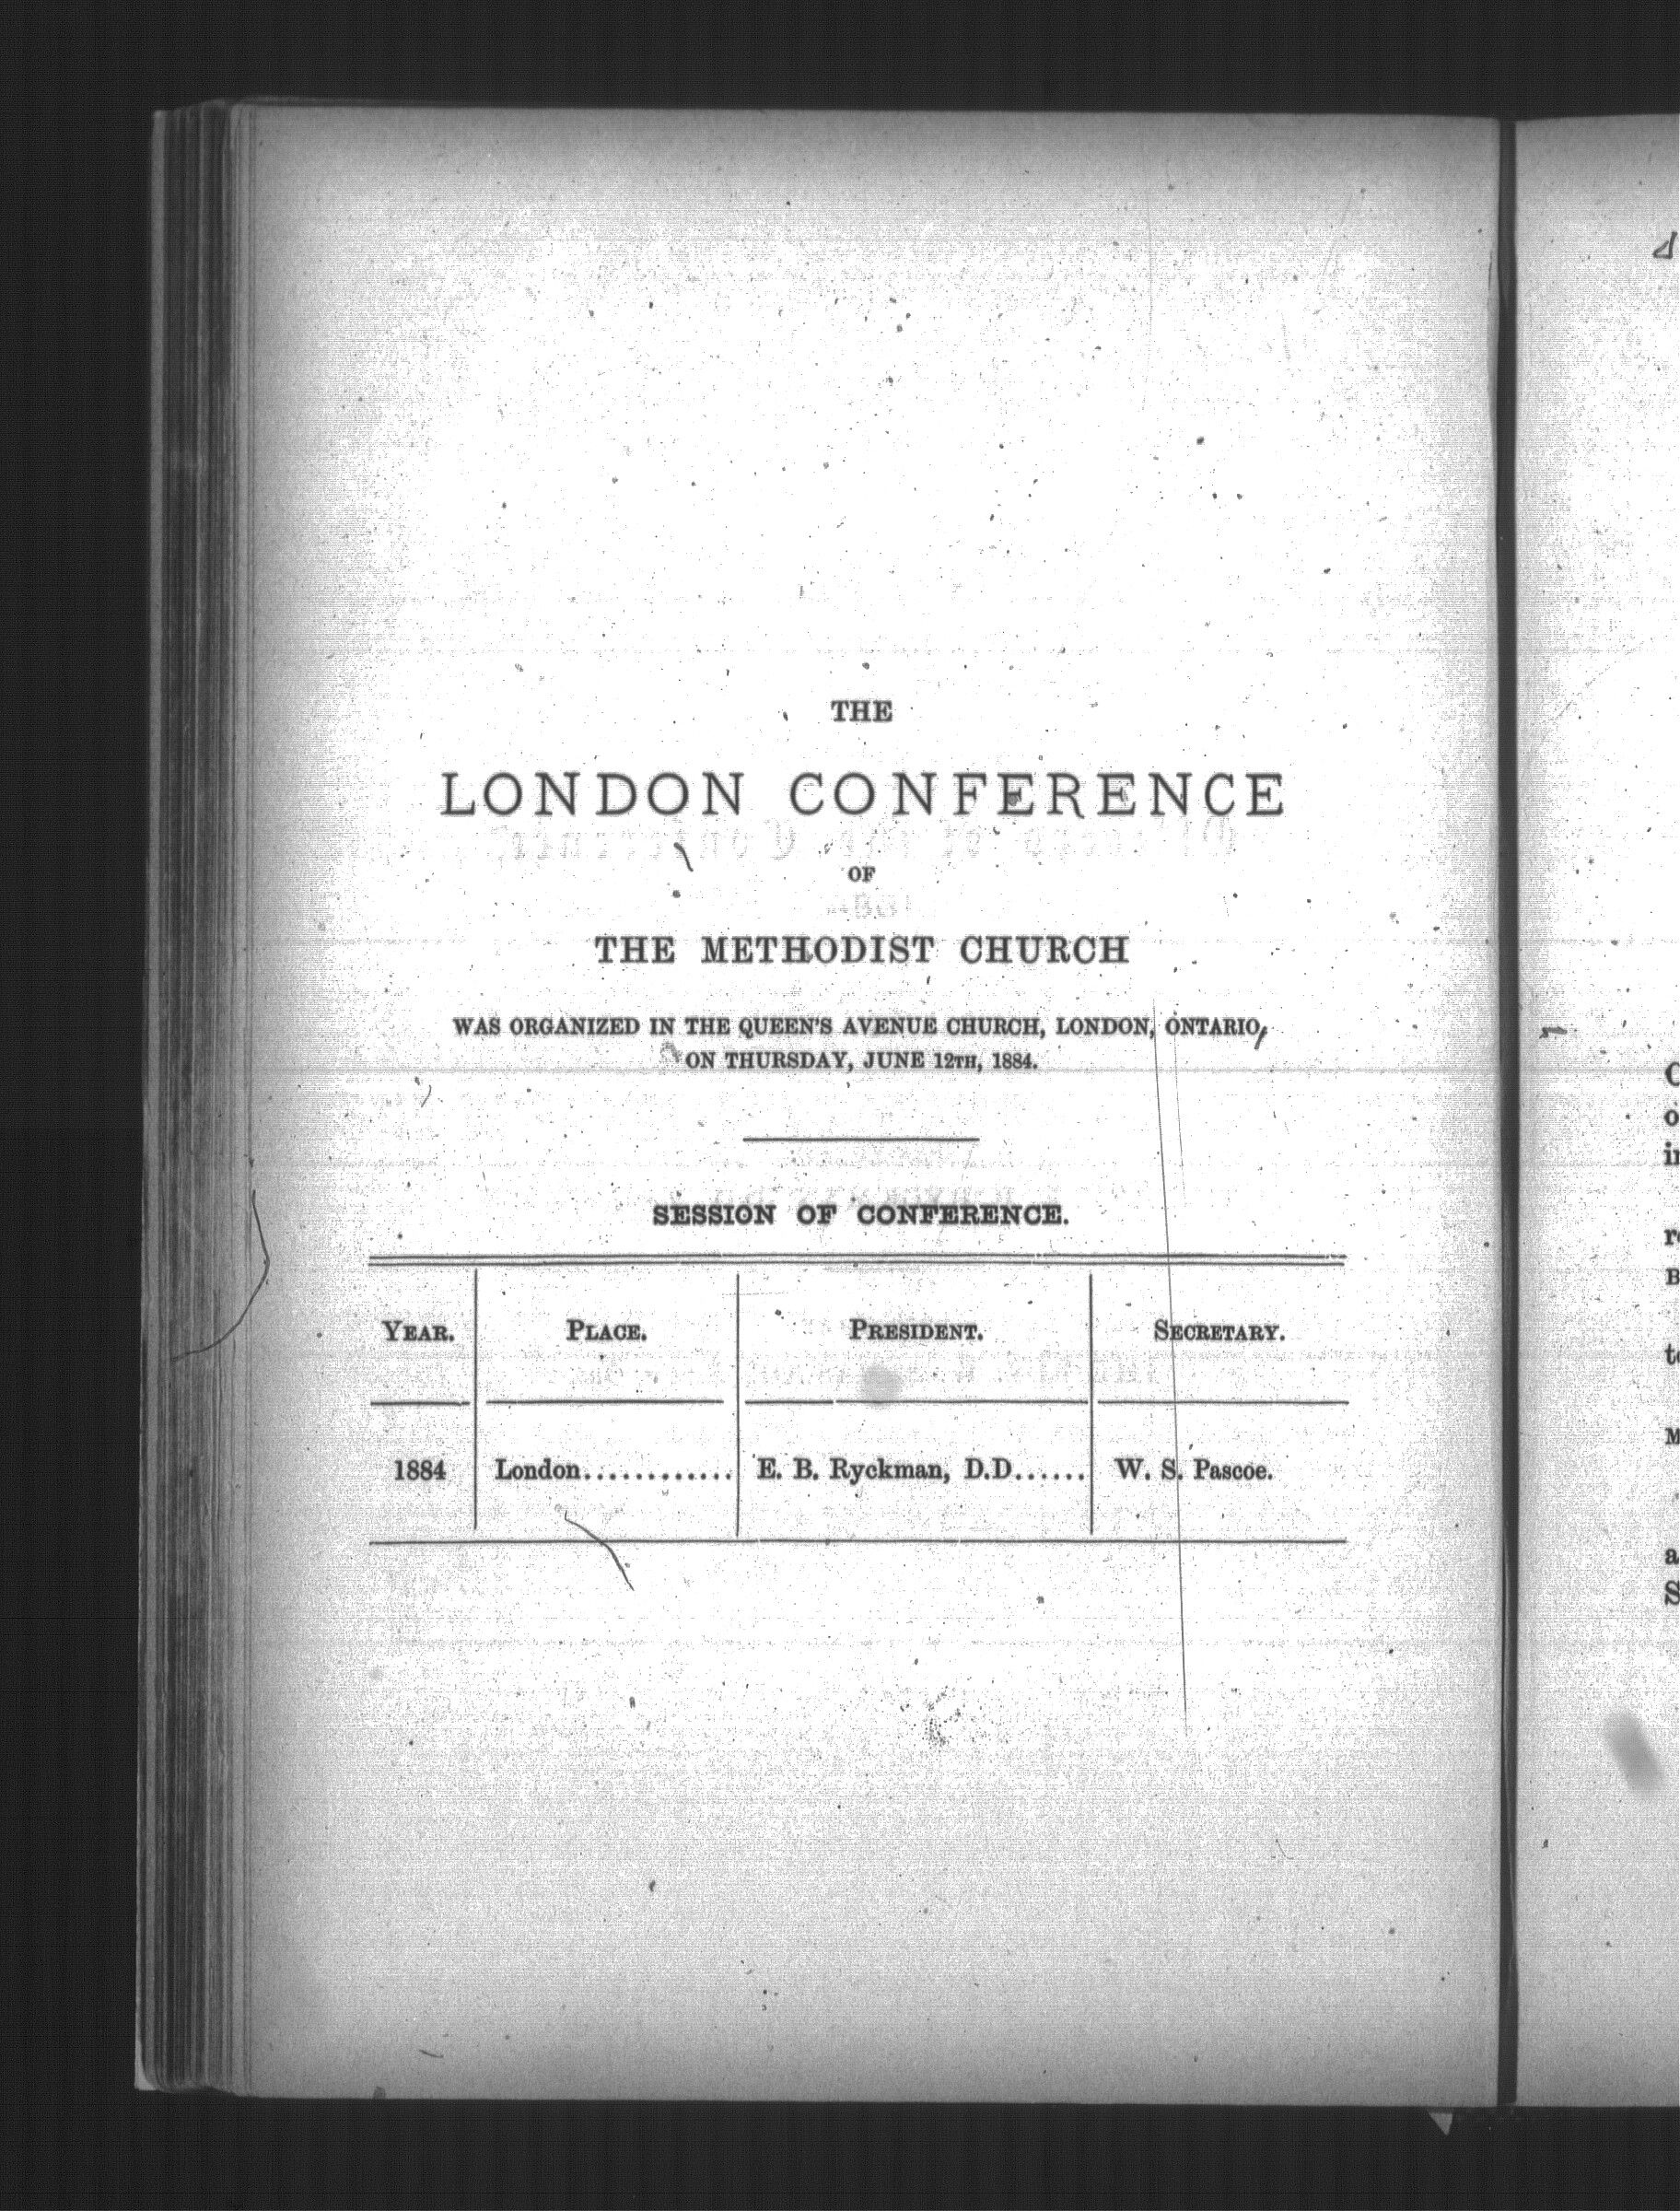 THE
LONDON CONFERENCE
OF
THE METHODIST CHURCH
WAS ORGANIZED IN THE QUEEN'S AVENUE CHURCH, LONDON, ONTARIO,
ON THURSDAY, JUNE 12TH, 1884.
SESSION OF CONFERENCE.
YEAR. PLACE. PRESIDENT. SECRETARY.
1884 London............ E. B. Ryckman, D.D...... W. S. Pascoe.